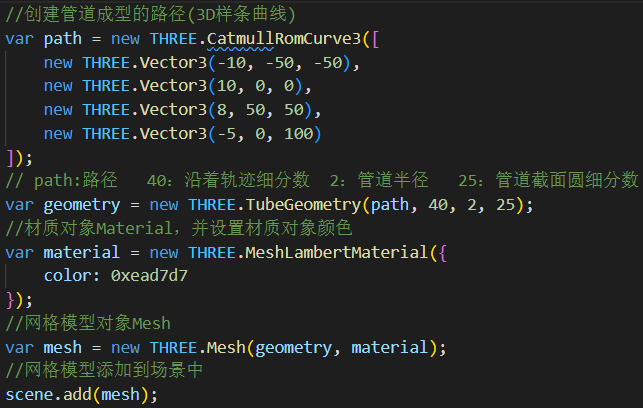 //创建管道成型的路径(3D样条曲线)
var path = new THREE.CatmullRomCurve3([
    new THREE.Vector3(-10, -50, -50),
    new THREE.Vector3(10, 0, 0),
    new THREE.Vector3(8, 50, 50),
    new THREE.Vector3(-5, 0, 100)
]);
// path:路径   40：沿着轨迹细分数  2：管道半径   25：管道截面圆细分数
var geometry = new THREE.TubeGeometry(path, 40, 2, 25);
//材质对象Material，并设置材质对象颜色
var material = new THREE.MeshLambertMaterial({
    color: 0xead7d7
});
//网格模型对象Mesh
var mesh = new THREE.Mesh(geometry, material);
//网格模型添加到场景中
scene.add(mesh);